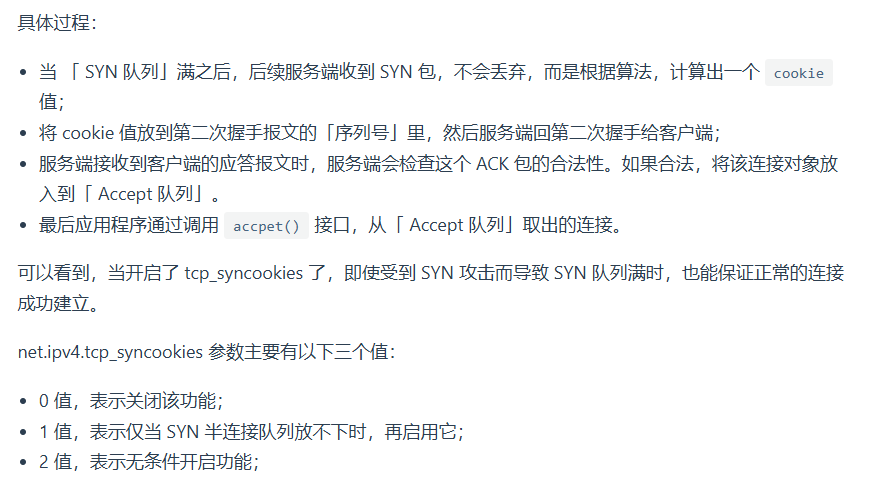 具体过程：
• 当 「 SYN 队列」满之后，后续服务端收到 SYN 包，不会丢弃，而是根据算法，计算出一个 cookie
值；
• 将 cookie 值放到第二次握手报文的「序列号」里，然后服务端回第二次握手给客户端；
• 服务端接收到客户端的应答报文时，服务端会检查这个 ACK 包的合法性。如果合法，将该连接对象放
入到「 Accept 队列」。
• 最后应用程序通过调用 accpet() 接口，从「 Accept 队列」取出的连接。
可以看到，当开启了 tcp_syncookies 了，即使受到 SYN 攻击而导致 SYN 队列满时，也能保证正常的连接
成功建立。
net.ipv4.tcp_syncookies 参数主要有以下三个值：
• 0 值，表示关闭该功能；
• 1 值，表示仅当 SYN 半连接队列放不下时，再启用它；
• 2 值，表示无条件开启功能；